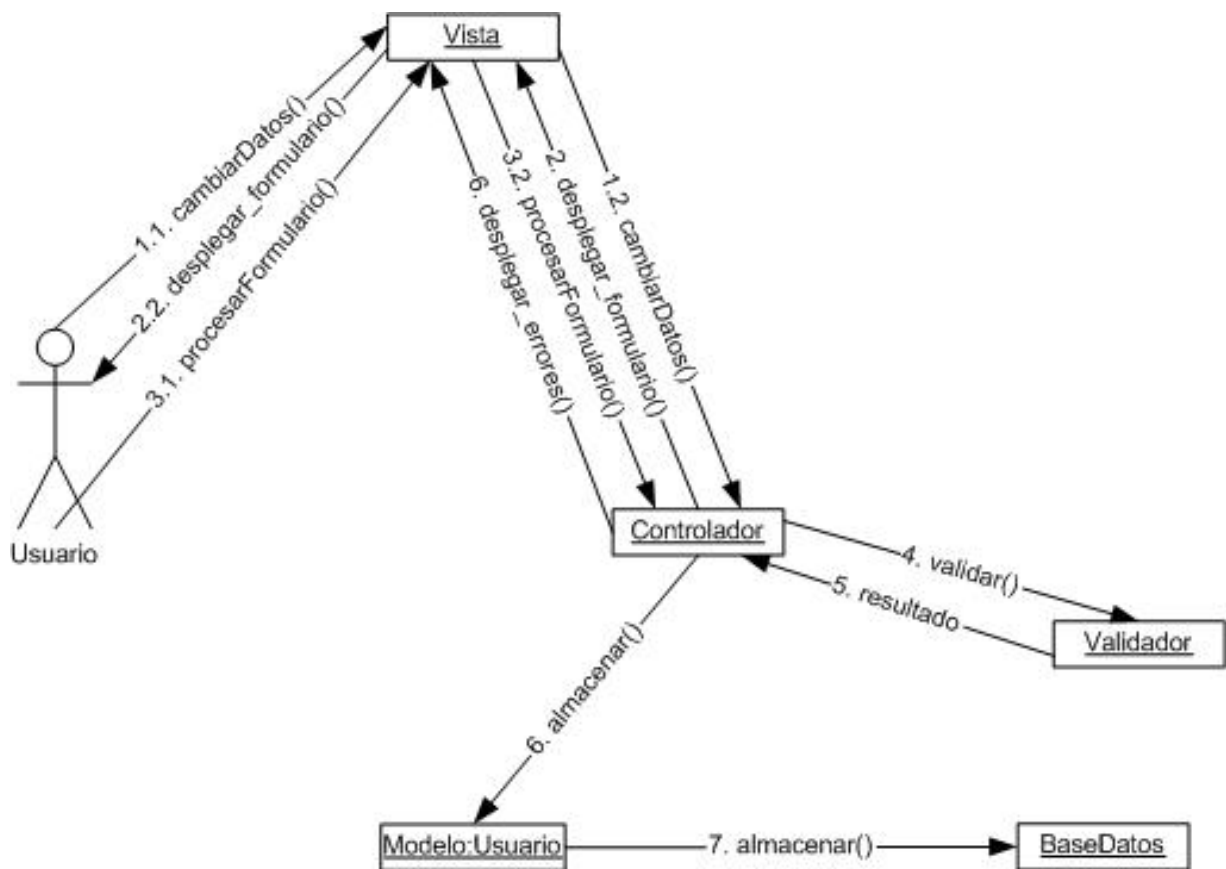 Vista
1.1. cambiarDatos()
2.2. desplegar_formulario()
3.1. procesarFormulario()
6. desplegar_errores()
3.2. procesarFormulario()
2. desplegar_formulario()
1.2. cambiarDatos()
Usuario
Controlador
4. validar()
5. resultado
Validador
6. almacenar()
Modelo:Usuario
7. almacenar()
BaseDatos